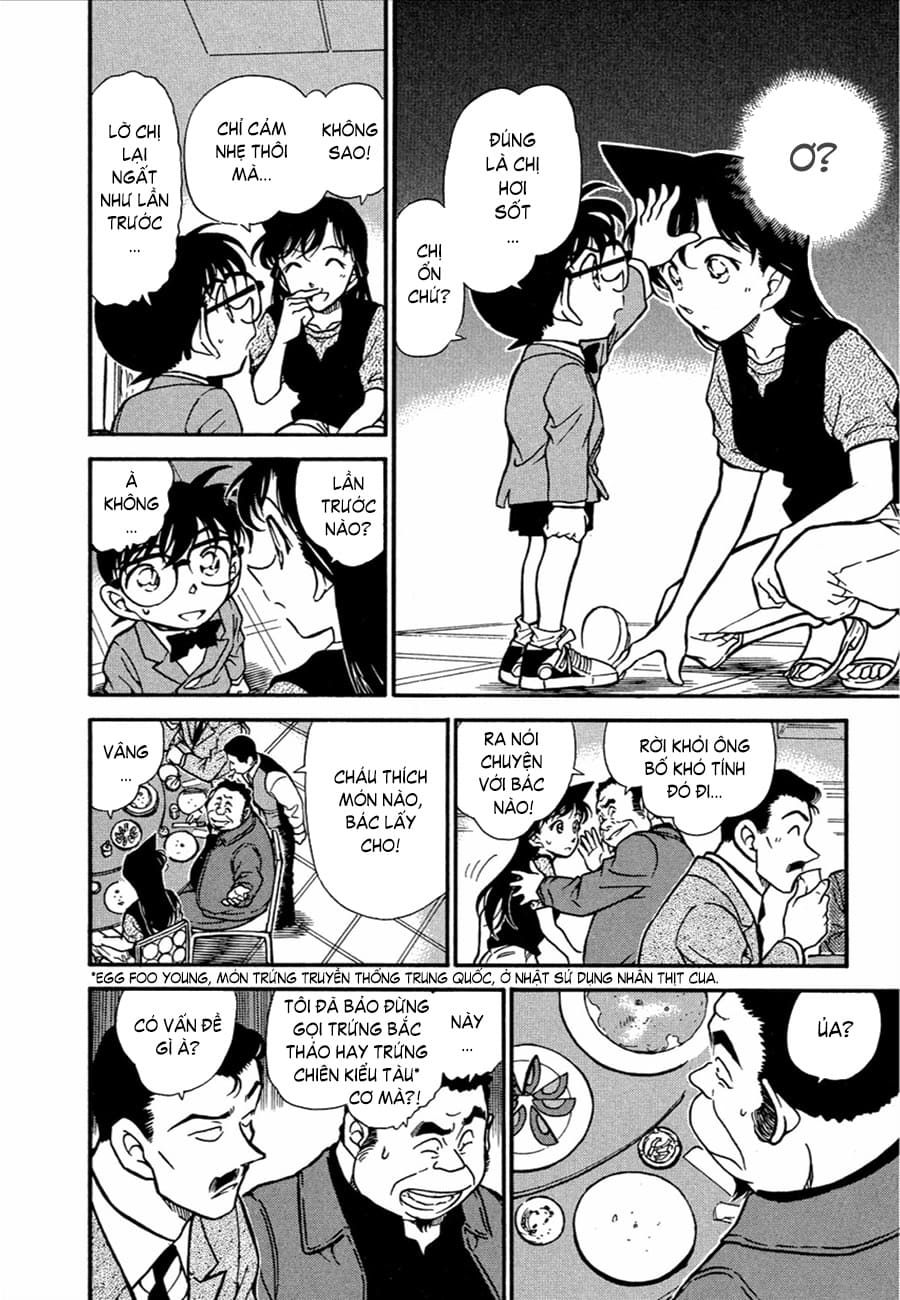 Ơ?
ĐÚNG
LÀ CHỊ
HƠI
SỐT
...
CHỊ
ỔN
CHỨ?
KHÔNG
SAO!
CHỈ CẢM
NHẸ THÔI
MÀ...
LỜ CHỊ
LẠI
NGẤT
NHƯ LẦN
TRƯỚC
...
LẦN
TRƯỚC
NÀO?
À
KHÔNG
...
RỜI KHỎI ÔNG
BỐ KHÓ TÍNH
ĐÓ ĐI...
RA NÓI
CHUYỆN
VỚI BÁC
NÀO!
CHÁU THÍCH
MÓN NÀO,
BÁC LẤY
CHO!
VÂNG
...
*EGG FOO YOUNG, MÓN TRỨNG TRUYỀN THỐNG TRUNG QUỐC, Ở NHẬT SỬ DỤNG NHÂN THỊT CUA.
ỦA?
NÀY
...
TÔI ĐÃ BẢO ĐỪNG
GỌI TRỨNG BẮC
THẢO HAY TRỨNG
CHIÊN KIỂU TÀU*
CƠ MÀ?!
CÓ VẤN ĐỀ
GÌ À?